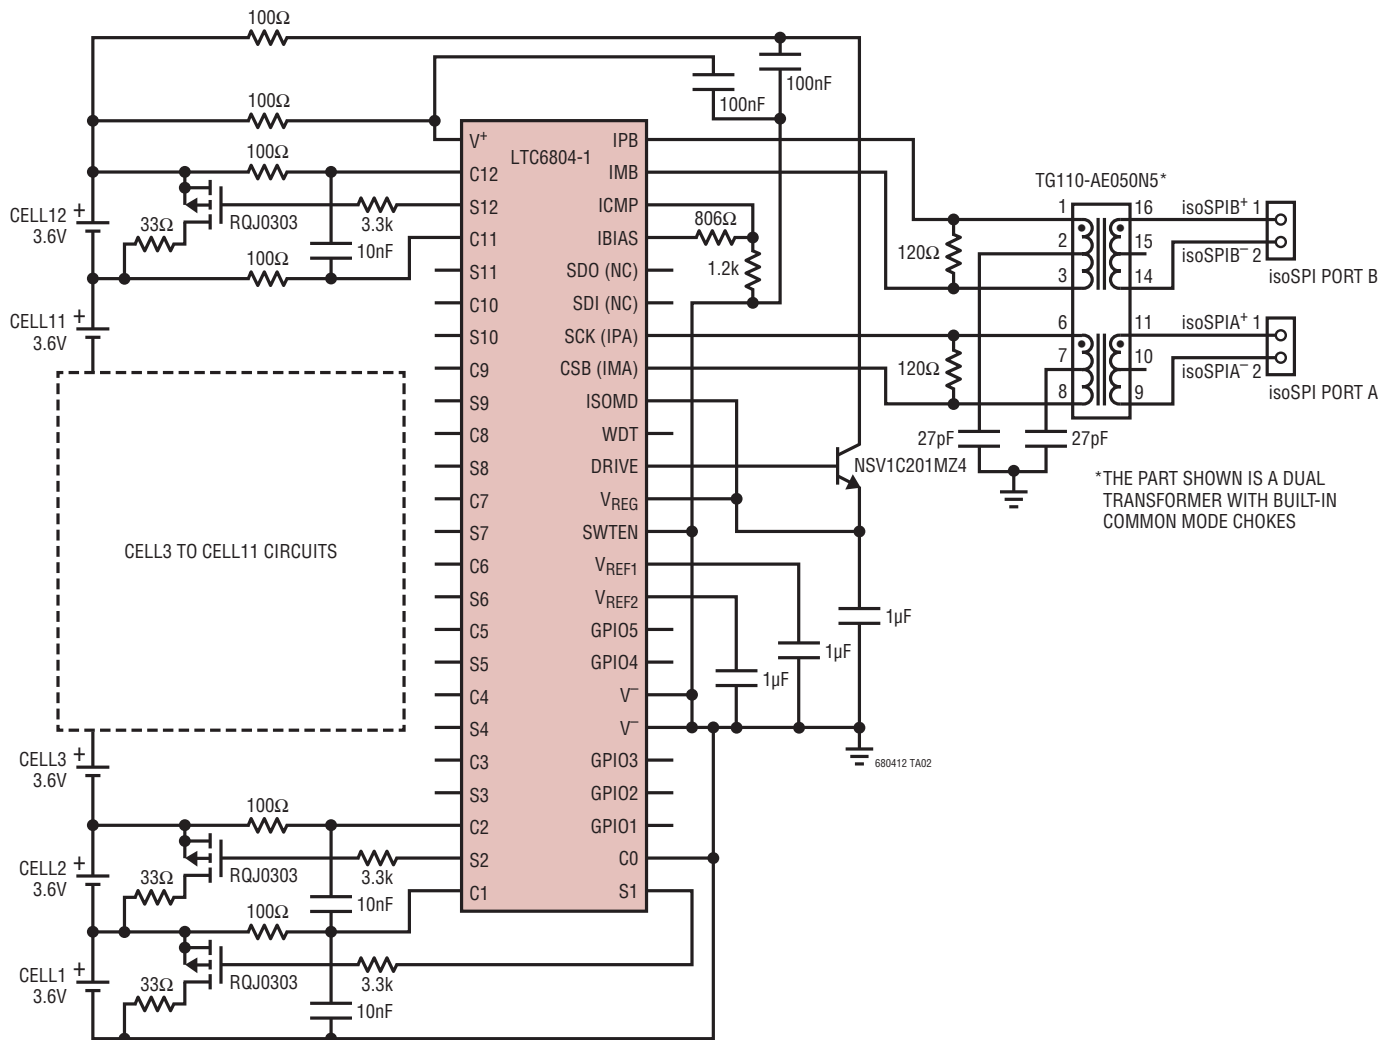 100Ω
100nF
100nF
100Ω
100Ω
CELL12 +
3.6V
33Ω
RQJ0303
3.3k
10nF
100Ω
CELL11 +
3.6V
CELL3 TO CELL11 CIRCUITS
CELL3 +
3.6V
100Ω
CELL2 +
3.6V
33Ω
RQJ0303
3.3k
10nF
100Ω
CELL1 +
3.6V
33Ω
RQJ0303
3.3k
10nF
LTC6804-1
V+
C12
S12
C11
S11
C10
S10
C9
S9
C8
S8
C7
S7
C6
S6
C5
S5
C4
S4
C3
S3
C2
S2
C1
IPB
IMB
ICMP
IBIAS
SDO (NC)
SDI (NC)
SCK (IPA)
CSB (IMA)
ISOMD
WDT
DRIVE
VREG
SWTEN
VREF1
VREF2
GPIO5
GPIO4
V–
V–
GPIO3
GPIO2
GPIO1
C0
S1
806Ω
1.2k
120Ω
120Ω
TG110-AE050N5*
1
2
3
6
7
8
16
15
14
11
10
9
isoSPIB+ 1
isoSPIB– 2
isoSPI PORT B
isoSPIA+ 1
isoSPIA– 2
isoSPI PORT A
27pF
27pF
NSV1C201MZ4
*THE PART SHOWN IS A DUAL
TRANSFORMER WITH BUILT-IN
COMMON MODE CHOKES
1µF
1µF
1µF
680412 TA02